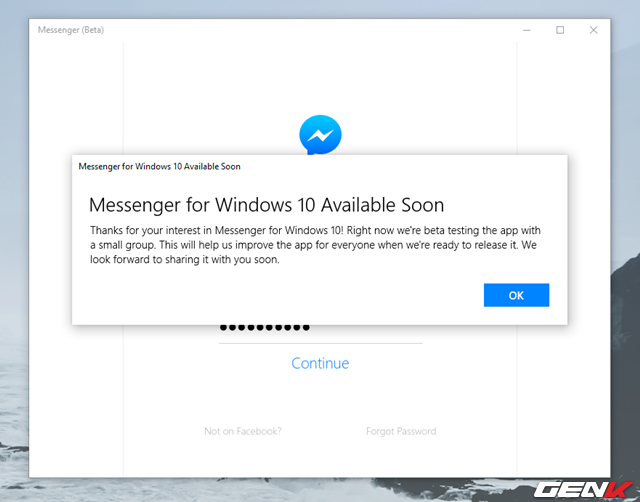 Messenger (Beta)
Messenger for Windows 10 Available Soon
Messenger for Windows 10 Available Soon
Thanks for your interest in Messenger for Windows 10! Right now we're beta testing the app with
a small group. This will help us improve the app for everyone when we're ready to release it. We
look forward to sharing it with you soon.
OK
Continue
Not on Facebook?
Forgot Password
GENK